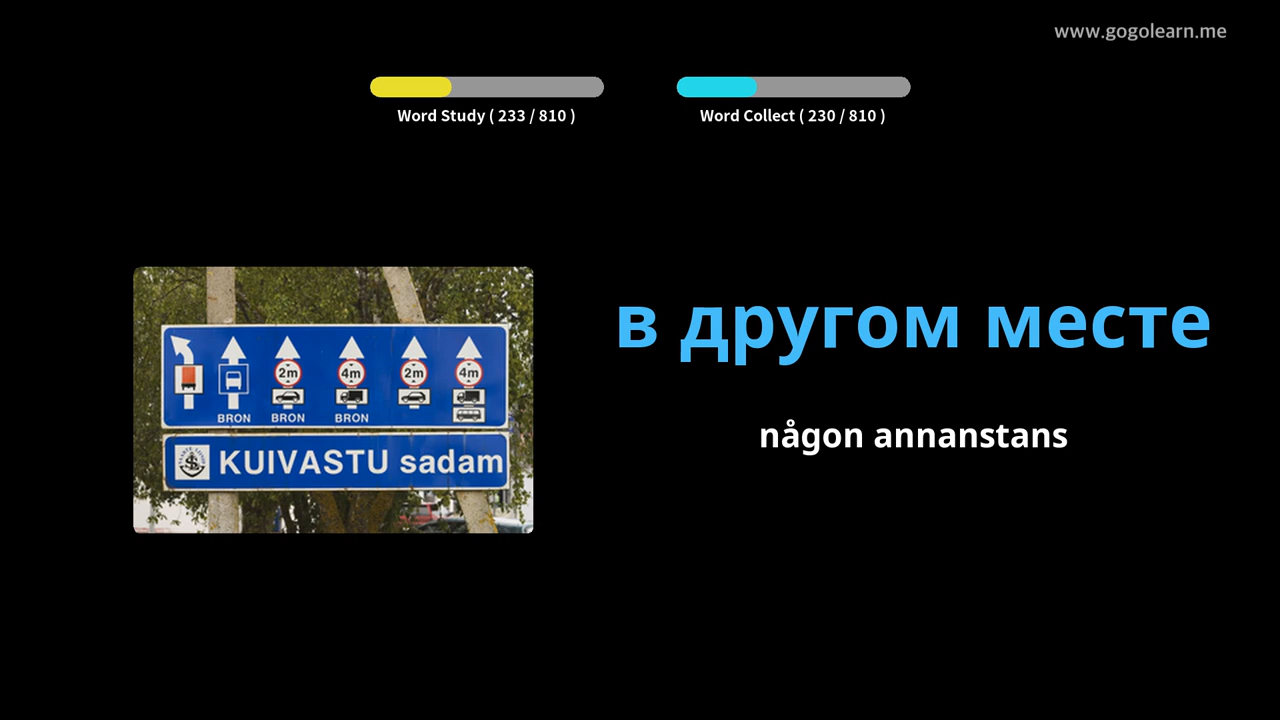 www.gogolearn.me
Word Study ( 233 / 810 )
Word Collect ( 230 / 810 )
в другом месте
någon annanstans
2m 4m 2m 4m
BRON BRON BRON
KUIVASTU sadam